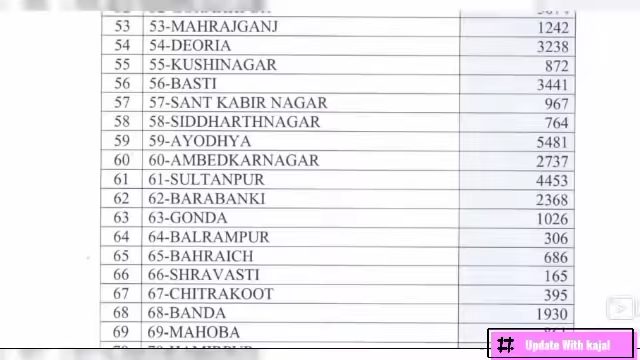 53 53-MAHRAJGANJ 1242
54 54-DEORIA 3238
55 55-KUSHINAGAR 872
56 56-BASTI 3441
57 57-SANT KABIR NAGAR 967
58 58-SIDDHARTHNAGAR 764
59 59-AYODHYA 5481
60 60-AMBEDKARNAGAR 2737
61 61-SULTANPUR 4453
62 62-BARABANKI 2368
63 63-GONDA 1026
64 64-BALRAMPUR 306
65 65-BAHRAICH 686
66 66-SHRAVASTI 165
67 67-CHITRAKOOT 395
68 68-BANDA 1930
69 69-MAHOBA
# Update With kajal